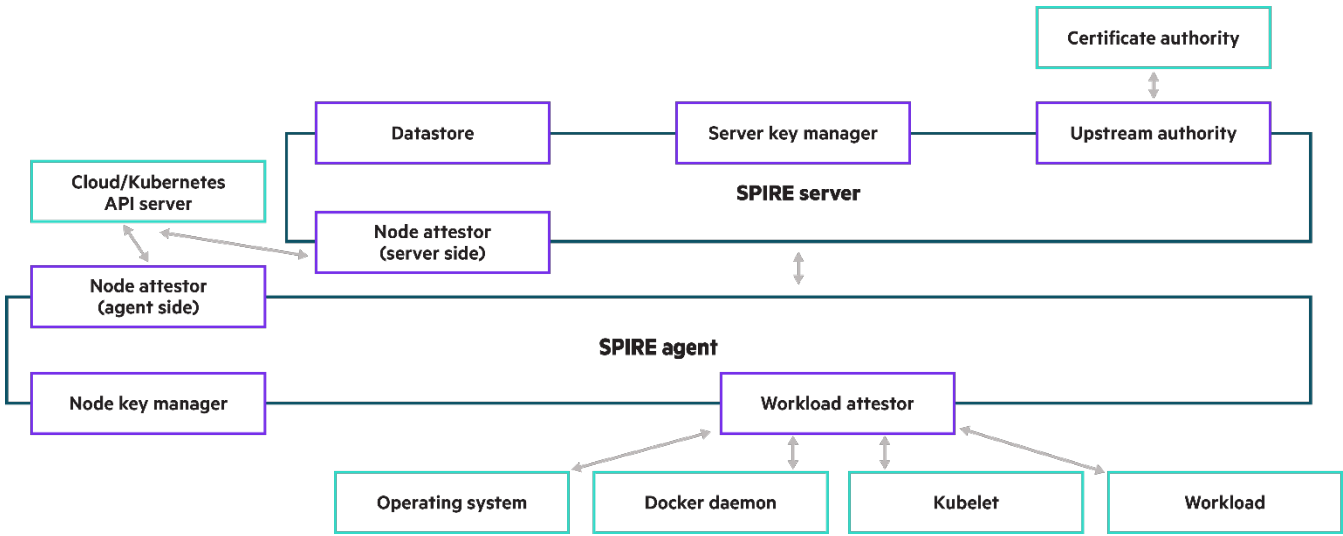 Certificate authority
Datastore
Server key manager
Upstream authority
Cloud/Kubernetes
API server
SPIRE server
Node attestor
(server side)
Node attestor
(agent side)
SPIRE agent
Node key manager
Workload attestor
Operating system
Docker daemon
Kubelet
Workload